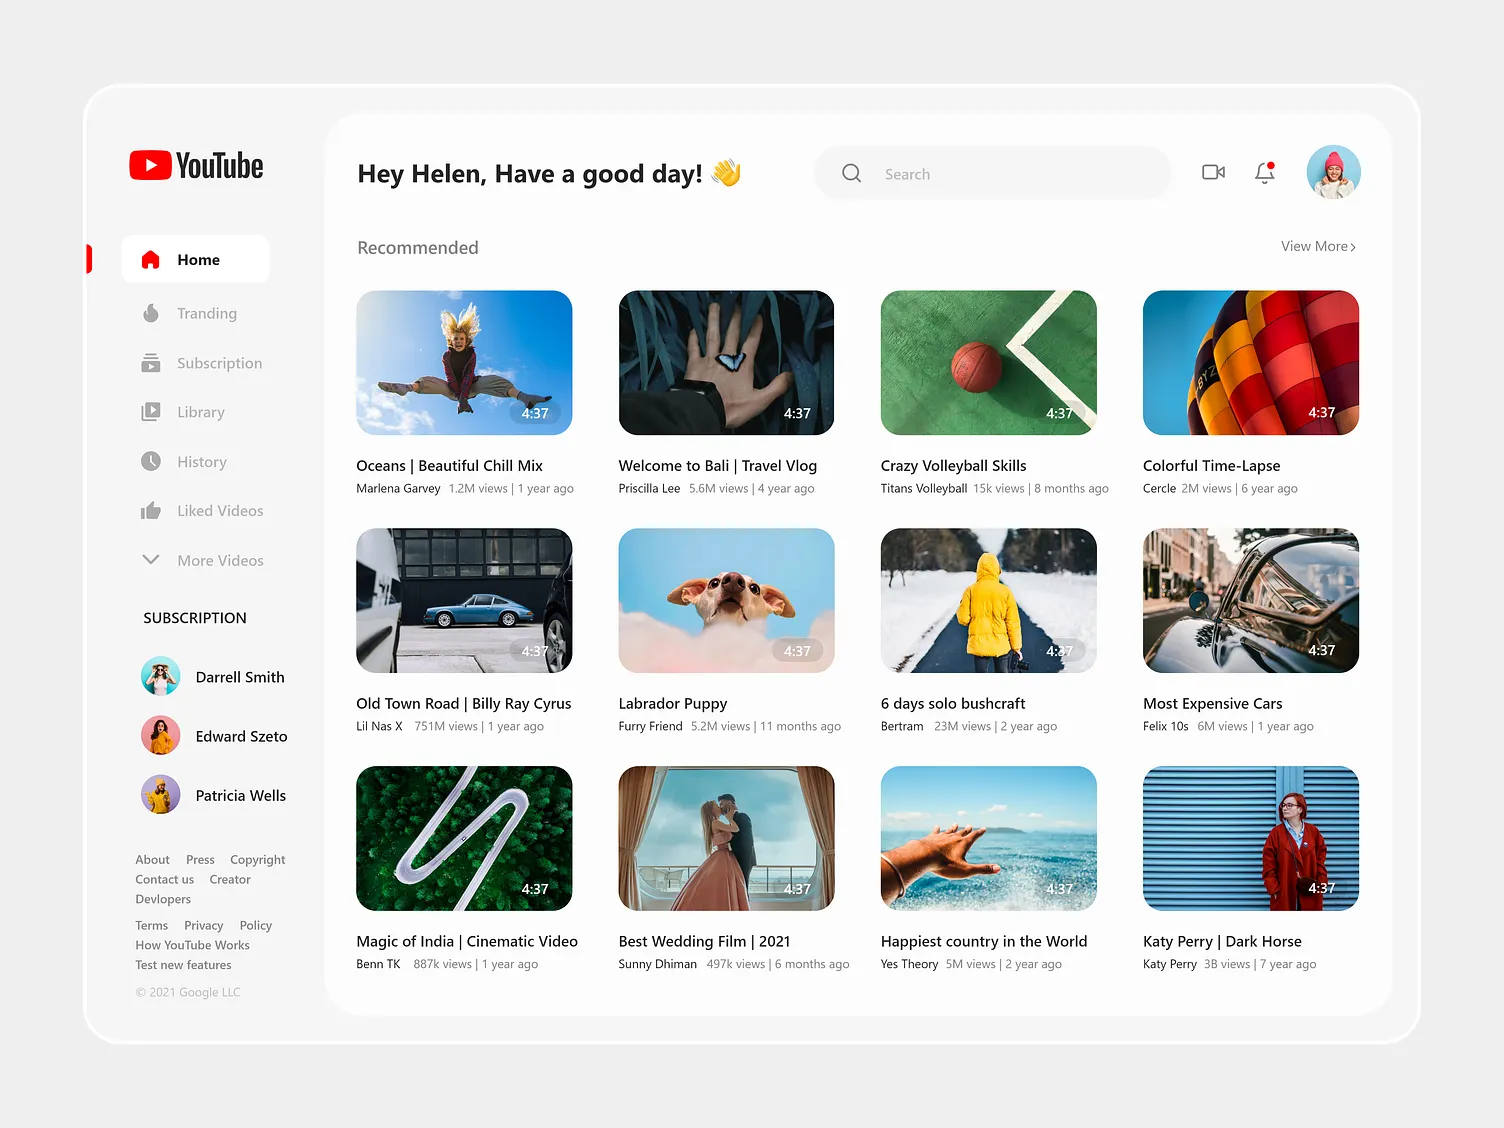 YouTube
Home
Tranding
Subscription
Library
History
Liked Videos
More Videos
SUBSCRIPTION
Darrell Smith
Edward Szeto
Patricia Wells
About Press Copyright
Contact us Creator
Devlopers
Terms Privacy Policy
How YouTube Works
Test new features
© 2021 Google LLC
Hey Helen, Have a good day! 👋
Search
Recommended
View More >
4:37
Oceans | Beautiful Chill Mix
Marlena Garvey 1.2M views | 1 year ago
4:37
Welcome to Bali | Travel Vlog
Priscilla Lee 5.6M views | 4 year ago
4:37
Crazy Volleyball Skills
Titans Volleyball 15k views | 8 months ago
4:37
Colorful Time-Lapse
Cercle 2M views | 6 year ago
4:37
Old Town Road | Billy Ray Cyrus
Lil Nas X 751M views | 1 year ago
4:37
Labrador Puppy
Furry Friend 5.2M views | 11 months ago
4:37
6 days solo bushcraft
Bertram 23M views | 2 year ago
4:37
Most Expensive Cars
Felix 10s 6M views | 1 year ago
4:37
Magic of India | Cinematic Video
Benn TK 887k views | 1 year ago
4:37
Best Wedding Film | 2021
Sunny Dhiman 497k views | 6 months ago
4:37
Happiest country in the World
Yes Theory 5M views | 2 year ago
4:37
Katy Perry | Dark Horse
Katy Perry 3B views | 7 year ago